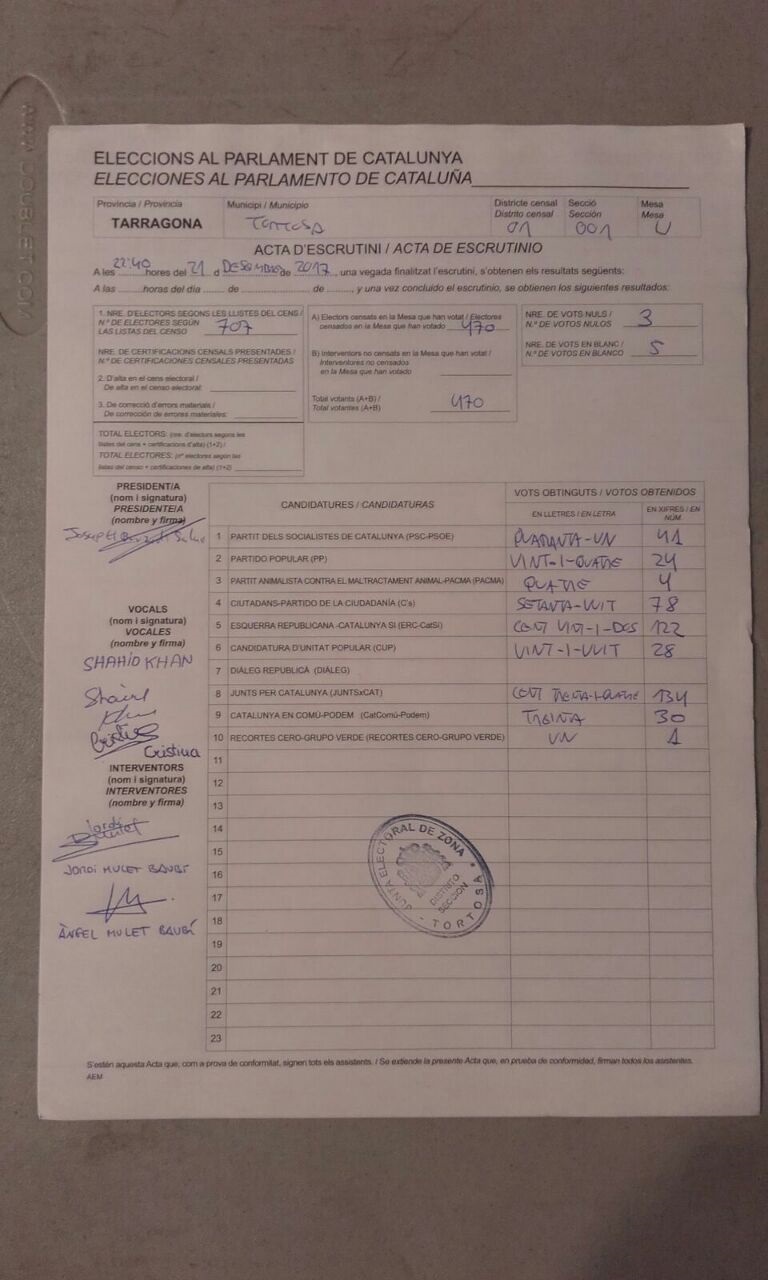 ELECCIONS AL PARLAMENT DE CATALUNYA
ELECCIONES AL PARLAMENTO DE CATALUÑA
Provincia / Provincia Municipi / Municipio Districte censal Secció Mesa
Distrito censal Sección Mesa
TARRAGONA TORTOSA 01 001 U
ACTA D'ESCRUTINI / ACTA DE ESCRUTINIO
A les 22:40 hores del 21 d DESEMBRE de 2017, una vegada finalitzat l'escrutini, s'obtenen els resultats següents:
A las ......... horas del día ......... de ......................... de ........., y una vez concluido el escrutinio, se obtienen los siguientes resultados:
1. NRE. D'ELECTORS SEGONS LES LLISTES DEL CENS /
N.º DE ELECTORES SEGÚN
LAS LISTAS DEL CENSO 707
NRE. DE CERTIFICACIONS CENSALS PRESENTADES /
N.º DE CERTIFICACIONES CENSALES PRESENTADAS
2. D'alta en el cens electoral /
De alta en el censo electoral:
3. De correcció d'errors materials /
De corrección de errores materiales:
TOTAL ELECTORS: (nre. d'electors segons les
llistes del cens + certificacions d'alta) (1+2) /
TOTAL ELECTORES: (nº electores según las
listas del censo + certificaciones de alta) (1+2)
A) Electors censats en la Mesa que han votat / Electores
censados en la Mesa que han votado 470
B) Interventors no censats en la Mesa que han votat /
Interventores no censados
en la Mesa que han votado
Total votants (A+B) /
Total votantes (A+B) 470
NRE. DE VOTS NULS /
N.º DE VOTOS NULOS 3
NRE. DE VOTS EN BLANC /
N.º DE VOTOS EN BLANCO 5
PRESIDENT/A
(nom i signatura)
PRESIDENTE/A
(nombre y firma)
VOCALS
(nom i signatura)
VOCALES
(nombre y firma)
SHAHID KHAN
Shahid
Khan
Cristina
INTERVENTORS
(nom i signatura)
INTERVENTORES
(nombre y firma)
JORDI MULET BAUBÍ
ÀNGEL MULET BAUBÍ
CANDIDATURES / CANDIDATURAS VOTS OBTINGUTS / VOTOS OBTENIDOS
EN LLETRES / EN LETRA EN XIFRES / EN NÚM.
1 PARTIT DELS SOCIALISTES DE CATALUNYA (PSC-PSOE) QUARANTA-UN 41
2 PARTIDO POPULAR (PP) VINT-I-QUATRE 24
3 PARTIT ANIMALISTA CONTRA EL MALTRACTAMENT ANIMAL-PACMA (PACMA) QUATRE 4
4 CIUTADANS-PARTIDO DE LA CIUDADANÍA (C's) SETANTA-VUIT 78
5 ESQUERRA REPUBLICANA -CATALUNYA SÍ (ERC-CatSí) CENT VINT-I-DOS 122
6 CANDIDATURA D'UNITAT POPULAR (CUP) VINT-I-VUIT 28
7 DIÀLEG REPUBLICÀ (DIÀLEG)
8 JUNTS PER CATALUNYA (JUNTSxCAT) CENT TRENTA-I-QUATRE 134
9 CATALUNYA EN COMÚ-PODEM (CatComú-Podem) TREINTA 30
10 RECORTES CERO-GRUPO VERDE (RECORTES CERO-GRUPO VERDE) UN 1
11
12
13
14
15
16
17
18
19
20
21
22
23
JUNTA ELECTORAL DE ZONA
DISTRITO
SECCION
- TORTOSA -
S'estén aquesta Acta que, com a prova de conformitat, signen tots els assistents. / Se extiende la presente Acta que, en prueba de conformidad, firman todos los asistentes.
AEM